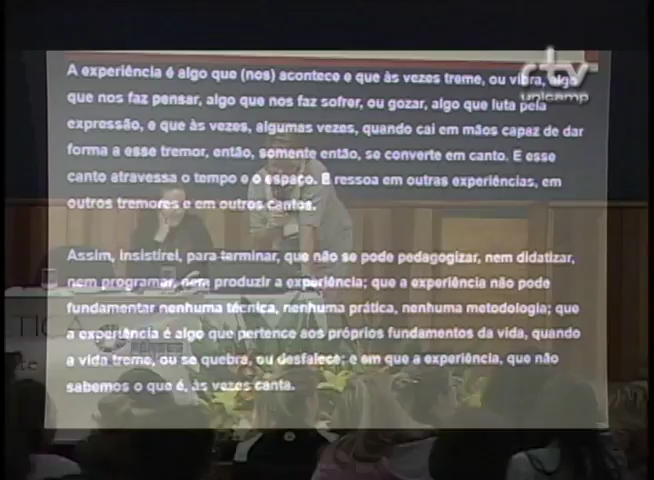 A experiência é algo que (nos) acontece e que às vezes treme, ou vibra, algo
rtv
que nos faz pensar, algo que nos faz sofrer, ou gozar, algo que luta pela
unicamp
expressão, e que às vezes, algumas vezes, quando cai em mãos capaz de dar
forma a esse tremor, então, somente então, se converte em canto. E esse
canto atravessa o tempo e o espaço. E ressoa em outras experiências, em
outros tremores e em outros cantos.
Assim, insistirei, para terminar, que não se pode pedagogizar, nem didatizar,
nem programar, nem produzir a experiência; que a experiência não pode
fundamentar nenhuma técnica, nenhuma prática, nenhuma metodologia; que
a experiência é algo que pertence aos próprios fundamentos da vida, quando
a vida treme, ou se quebra, ou desfalece; e em que a experiência, que não
sabemos o que é, às vezes canta.